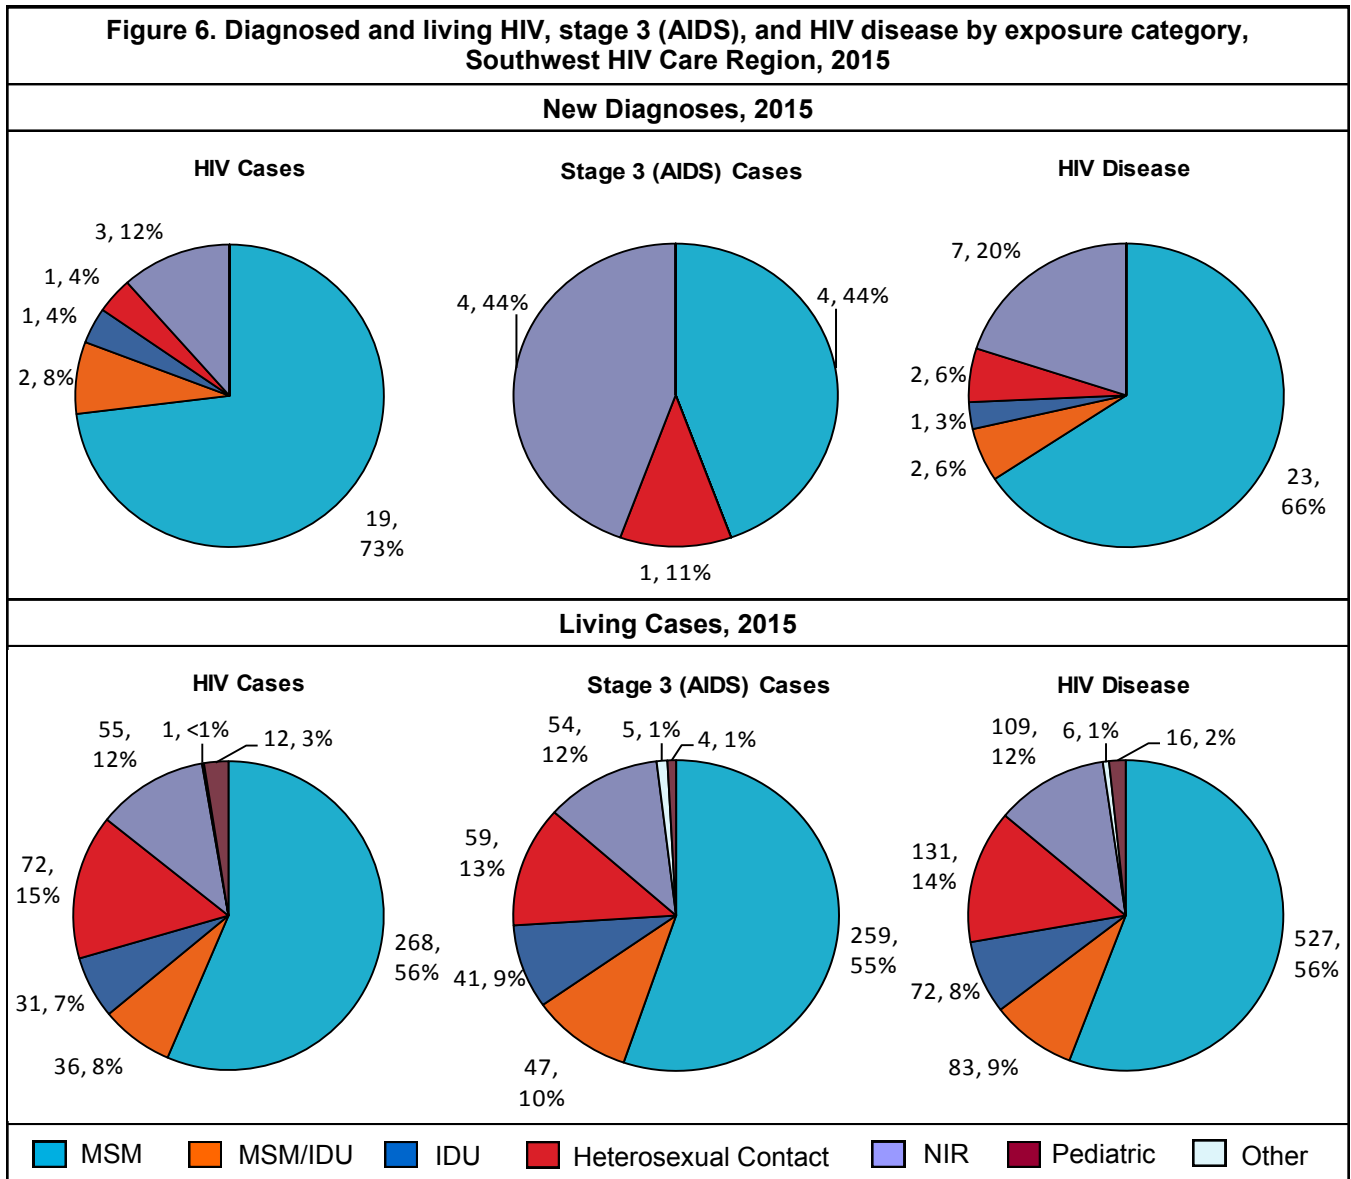 Figure 6. Diagnosed and living HIV, stage 3 (AIDS), and HIV disease by exposure category,
Southwest HIV Care Region, 2015
New Diagnoses, 2015
HIV Cases
3, 12%
1, 4%
1, 4%
2, 8%
19,
73%
Stage 3 (AIDS) Cases
4, 44%
4, 44%
1, 11%
HIV Disease
7, 20%
2, 6%
1, 3%
2, 6%
23,
66%
Living Cases, 2015
HIV Cases
55,
12%
1, <1%
12, 3%
72,
15%
31, 7%
36, 8%
268,
56%
Stage 3 (AIDS) Cases
54,
12%
5, 1%
4, 1%
59,
13%
41, 9%
47,
10%
259,
55%
HIV Disease
109,
12%
6, 1%
16, 2%
131,
14%
72, 8%
83, 9%
527,
56%
MSM
MSM/IDU
IDU
Heterosexual Contact
NIR
Pediatric
Other